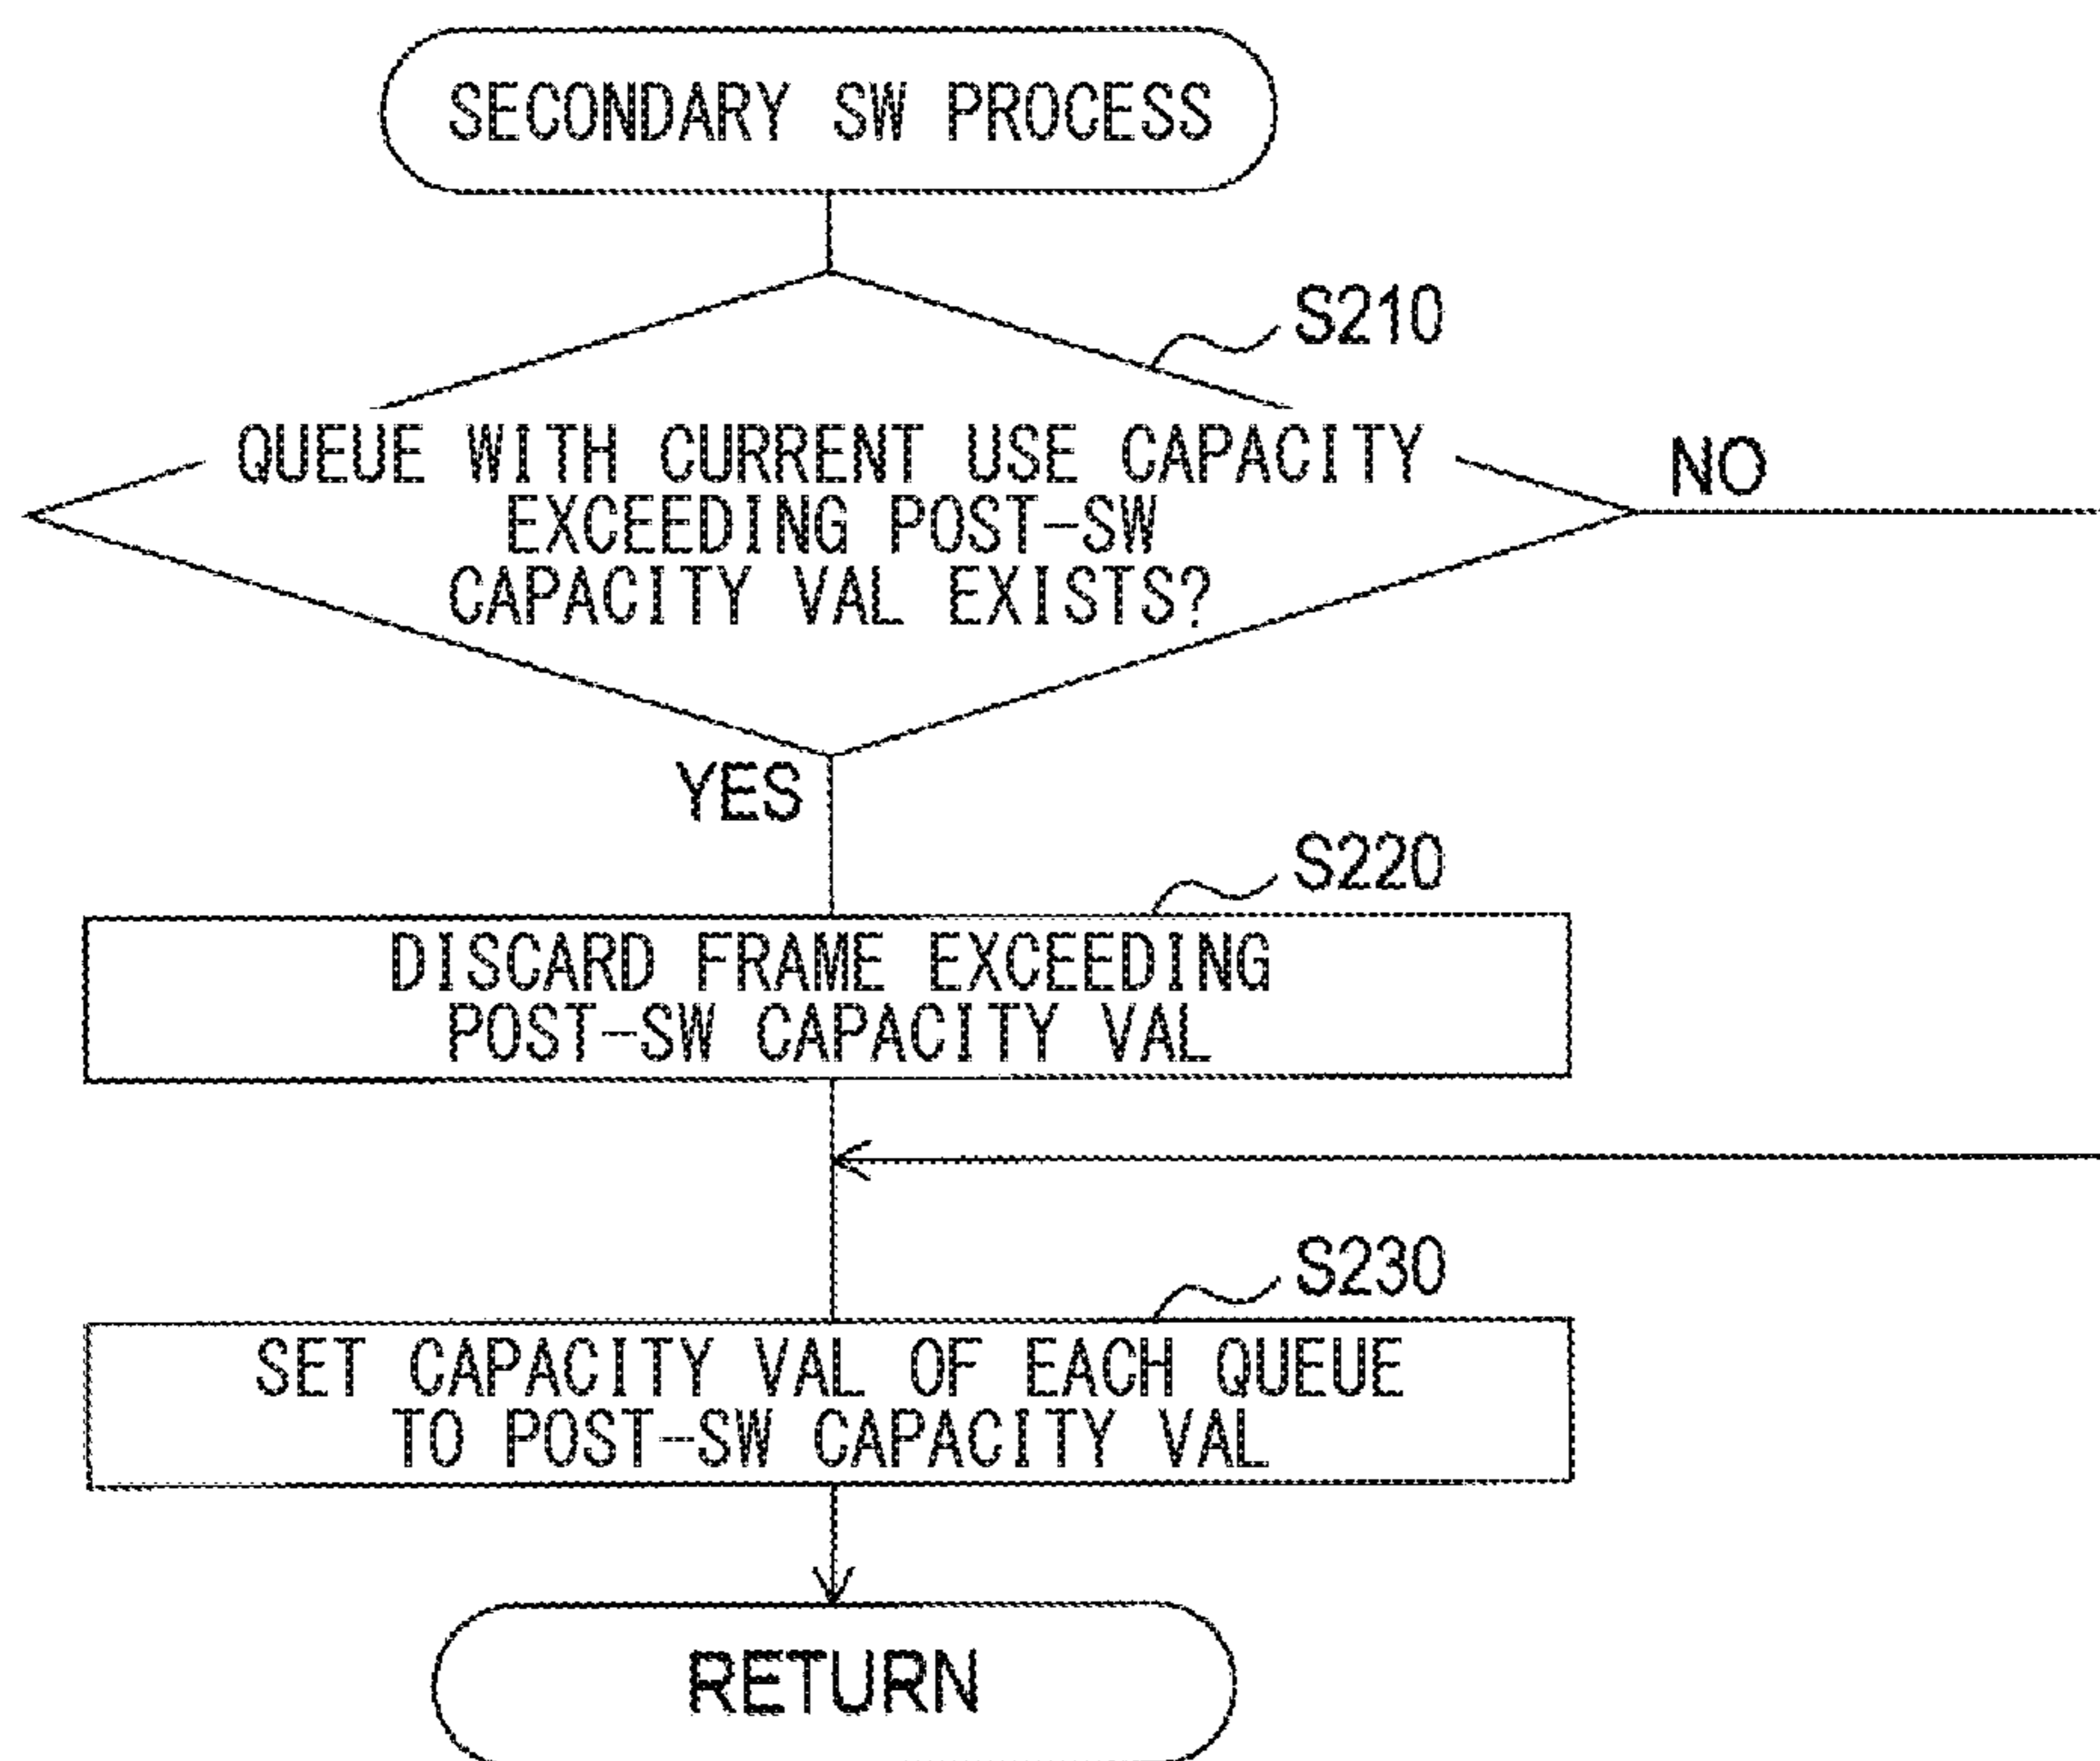 SECONDARY SW PROCESS
S210
QUEUE WITH CURRENT USE CAPACITY
EXCEEDING POST-SW
CAPACITY VAL EXISTS?
NO
YES
S220
DISCARD FRAME EXCEEDING
POST-SW CAPACITY VAL
S230
SET CAPACITY VAL OF EACH QUEUE
TO POST-SW CAPACITY VAL
RETURN